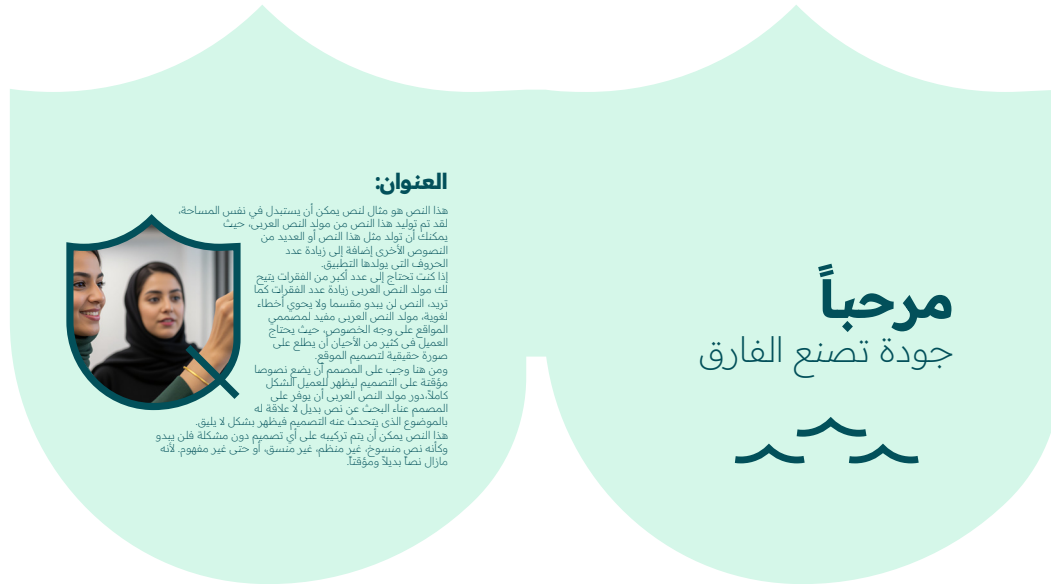 مرحباً
جودة تصنع الفارق
العنوان:
هذا النص هو مثال لنص يمكن أن يستبدل في نفس المساحة،
لقد تم توليد هذا النص من مولد النص العربى، حيث
يمكنك أن تولد مثل هذا النص أو العديد من
النصوص الأخرى إضافة إلى زيادة عدد
الحروف التى يولدها التطبيق.
إذا كنت تحتاج إلى عدد أكبر من الفقرات يتيح
لك مولد النص العربى زيادة عدد الفقرات كما
تريد، النص لن يبدو مقسما ولا يحوي أخطاء
لغوية، مولد النص العربى مفيد لمصممي
المواقع على وجه الخصوص، حيث يحتاج
العميل فى كثير من الأحيان أن يطلع على
صورة حقيقية لتصميم الموقع.
ومن هنا وجب على المصمم أن يضع نصوصا
مؤقتة على التصميم ليظهر للعميل الشكل
كاملاً،دور مولد النص العربى أن يوفر على
المصمم عناء البحث عن نص بديل لا علاقة له
بالموضوع الذى يتحدث عنه التصميم فيظهر بشكل لا يليق.
هذا النص يمكن أن يتم تركيبه على أي تصميم دون مشكلة فلن يبدو
وكأنه نص منسوخ، غير منظم، غير منسق، أو حتى غير مفهوم. لأنه
مازال نصاً بديلاً ومؤقتاً.